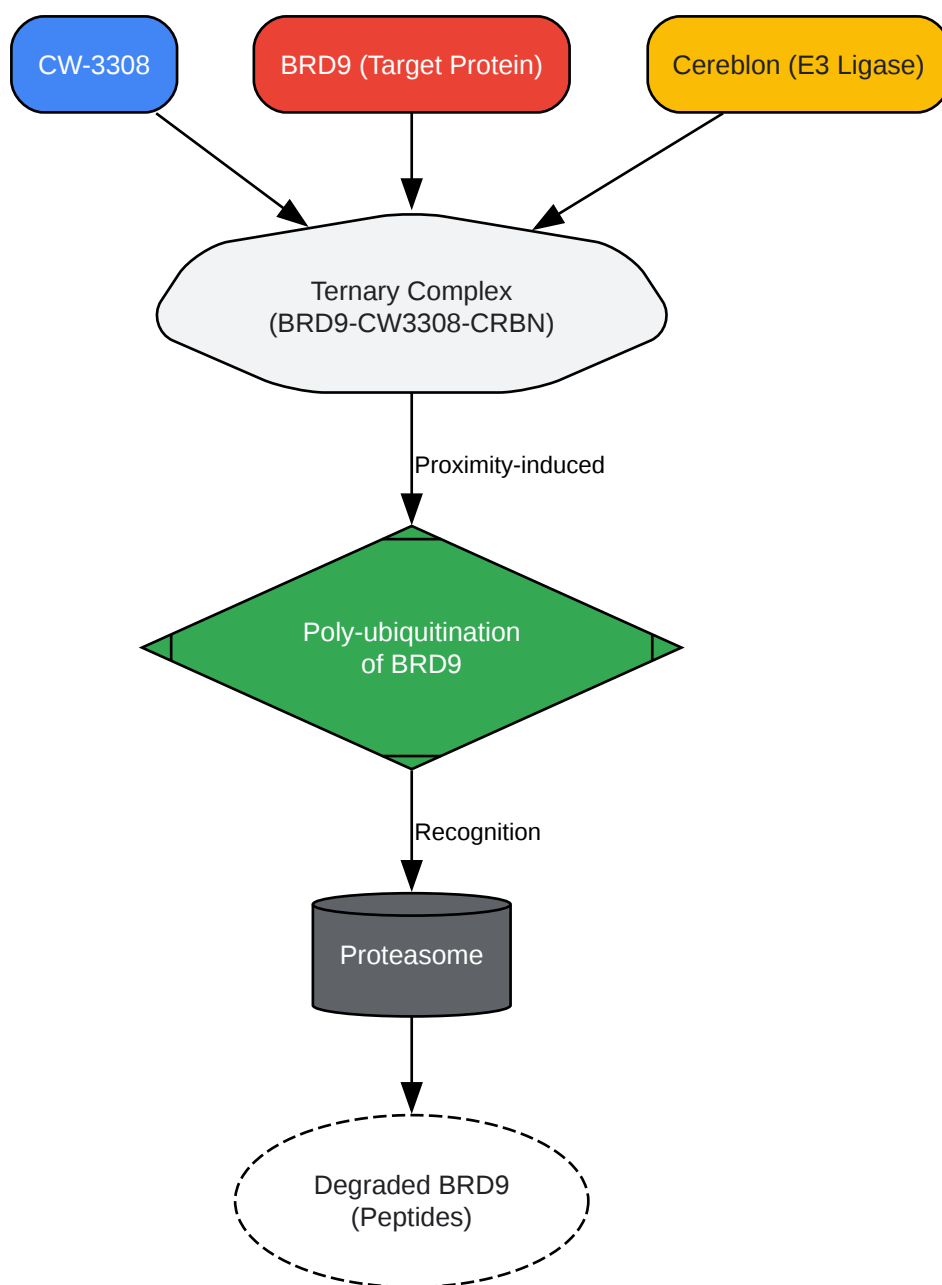 CW-3308
BRD9 (Target Protein)
Cereblon (E3 Ligase)
Ternary Complex
(BRD9-CW3308-CRBN)
Proximity-induced
Poly-ubiquitination
of BRD9
Recognition
Proteasome
Degraded BRD9
(Peptides)